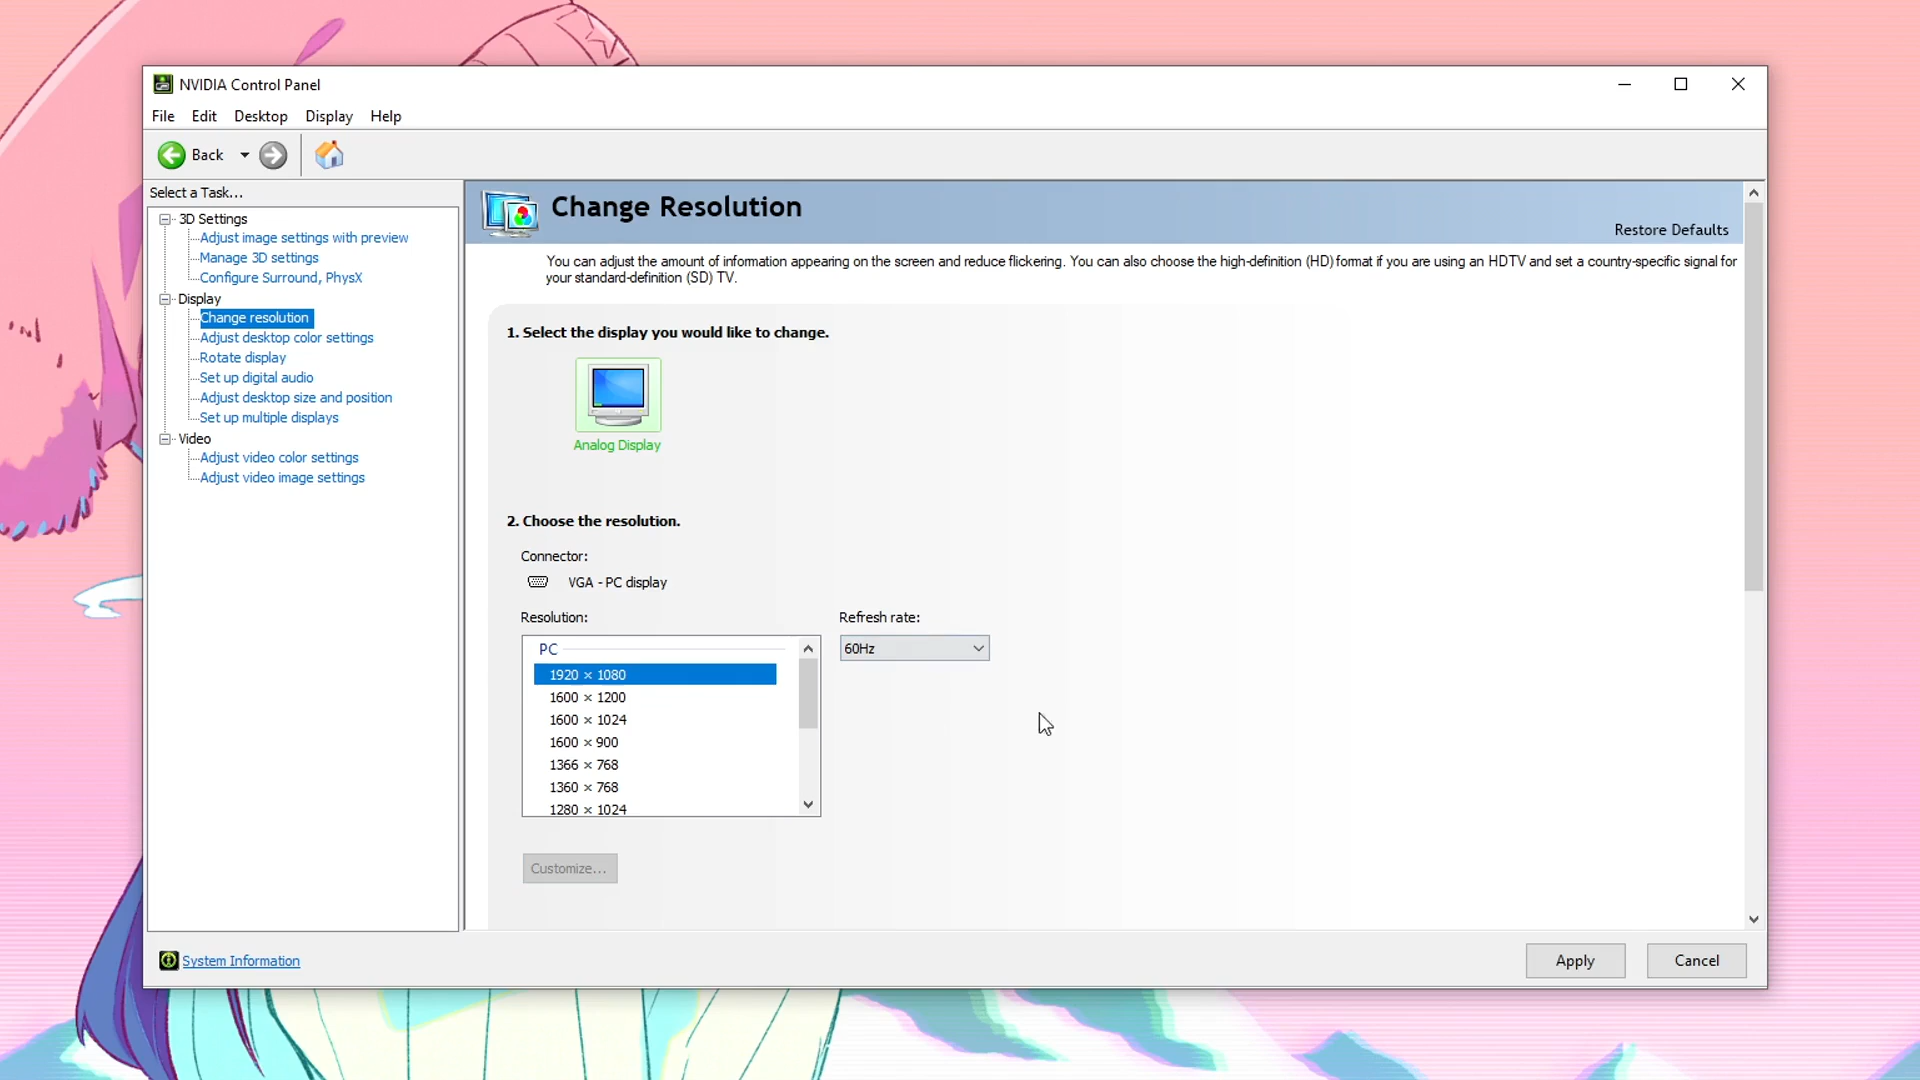 NVIDIA Control Panel
File Edit Desktop Display Help
Back
Select a Task...
3D Settings
Adjust image settings with preview
Manage 3D settings
Configure Surround, PhysX
Display
Change resolution
Adjust desktop color settings
Rotate display
Set up digital audio
Adjust desktop size and position
Set up multiple displays
Video
Adjust video color settings
Adjust video image settings
System Information
Change Resolution
Restore Defaults
You can adjust the amount of information appearing on the screen and reduce flickering. You can also choose the high-definition (HD) format if you are using an HDTV and set a country-specific signal for
your standard-definition (SD) TV.
1. Select the display you would like to change.
Analog Display
2. Choose the resolution.
Connector:
VGA - PC display
Resolution:
PC
1920 × 1080
1600 × 1200
1600 × 1024
1600 × 900
1366 × 768
1360 × 768
1280 × 1024
Refresh rate:
60Hz
Customize...
Apply
Cancel